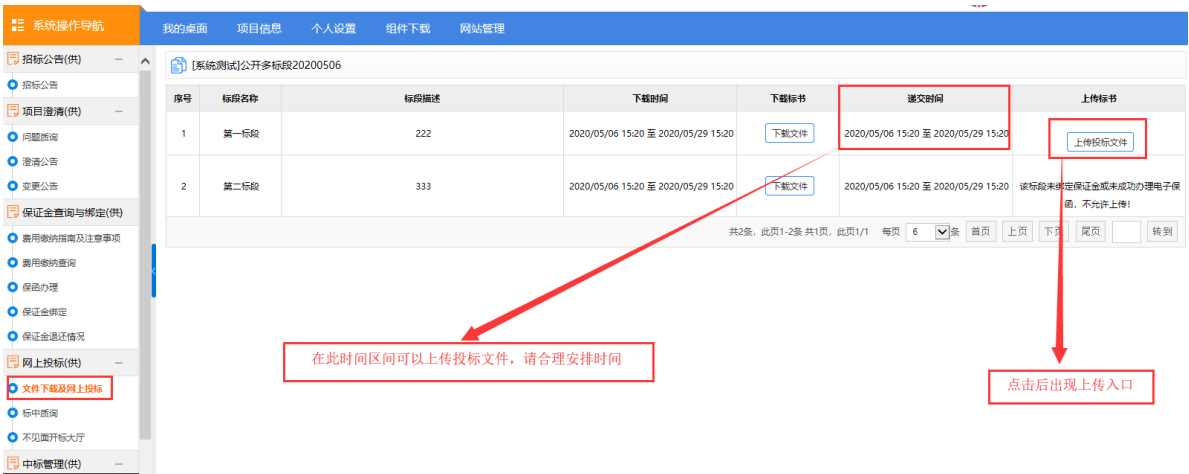 系统操作导航
我的桌面 项目信息 个人设置 组件下载 网站管理
招标公告(供)
招标公告
项目澄清(供)
问题质询
澄清公告
变更公告
保证金查询与绑定(供)
费用缴纳指南及注意事项
费用缴纳查询
保函办理
保证金绑定
保证金退还情况
网上投标(供)
文件下载及网上投标
标中质询
不见面开标大厅
中标管理(供)
[系统测试]公开多标段20200506
序号 标段名称 标段描述 下载时间 下载标书 递交时间 上传标书
1 第一标段 222 2020/05/06 15:20 至 2020/05/29 15:20 下载文件 2020/05/06 15:20 至 2020/05/29 15:20 上传投标文件
2 第二标段 333 2020/05/06 15:20 至 2020/05/29 15:20 下载文件 2020/05/06 15:20 至 2020/05/29 15:20 该标段未绑定保证金或未成功办理电子保
函，不允许上传！
共2条，此页1-2条 共1页，此页1/1 每页 6 条 首页 上页 下页 尾页 转到
在此时间区间可以上传投标文件，请合理安排时间
点击后出现上传入口